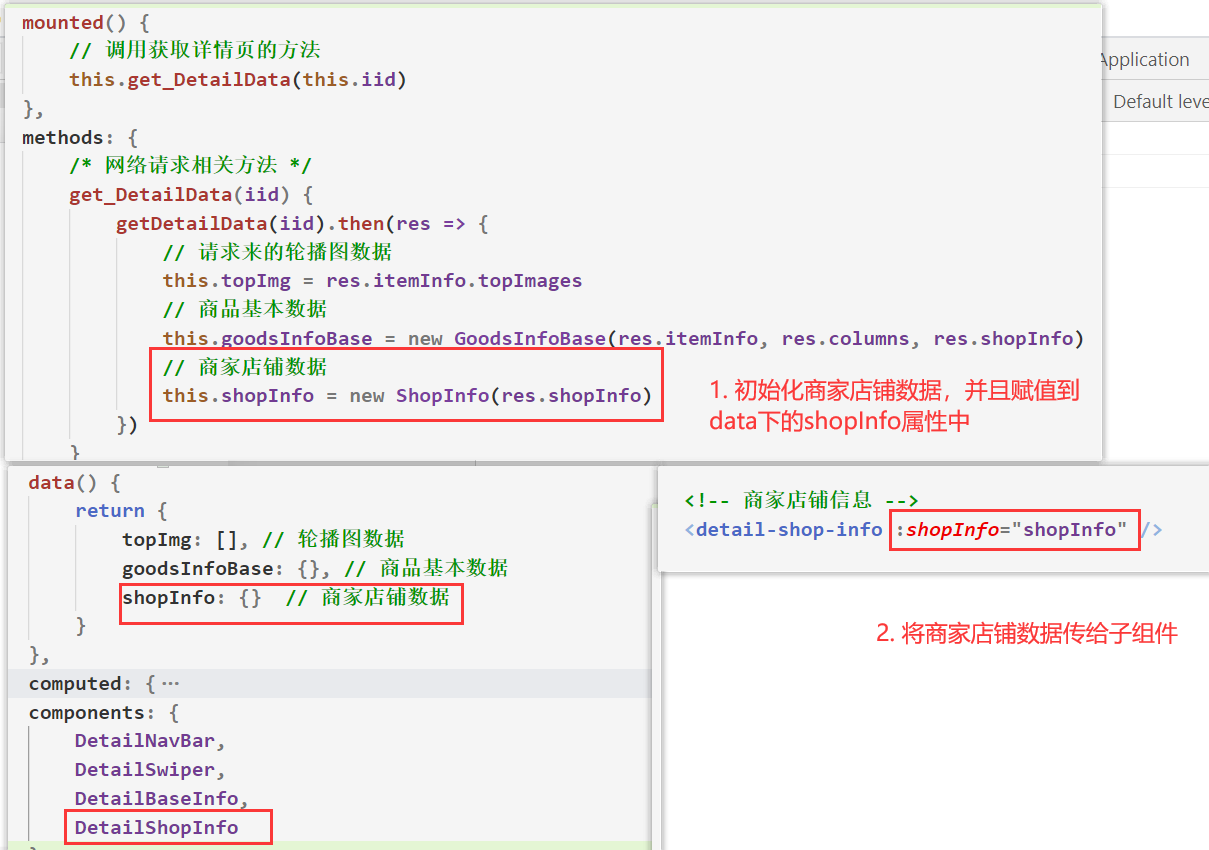 mounted() {
// 调用获取详情页的方法
this.get_DetailData(this.iid)
},
methods: {
/* 网络请求相关方法 */
get_DetailData(iid) {
getDetailData(iid).then(res => {
// 请求来的轮播图数据
this.topImg = res.itemInfo.topImages
// 商品基本数据
this.goodsInfoBase = new GoodsInfoBase(res.itemInfo, res.columns, res.shopInfo)
// 商家店铺数据
this.shopInfo = new ShopInfo(res.shopInfo)
})
}
1. 初始化商家店铺数据，并且赋值到
data下的shopInfo属性中
Application
Default leve
data() {
return {
topImg: [], // 轮播图数据
goodsInfoBase: {}, // 商品基本数据
shopInfo: {} // 商家店铺数据
}
},
computed: {···
components: {
DetailNavBar,
DetailSwiper,
DetailBaseInfo,
DetailShopInfo
<!-- 商家店铺信息 -->
<detail-shop-info :shopInfo="shopInfo" />
2. 将商家店铺数据传给子组件